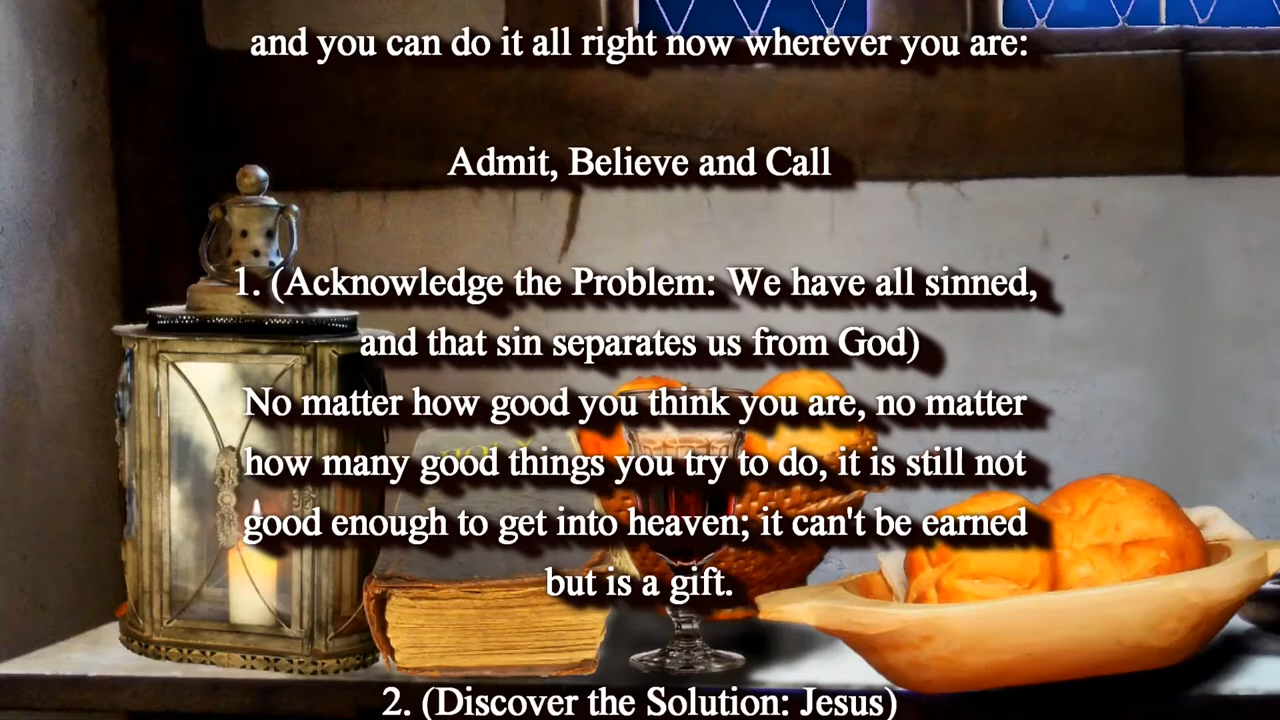 and you can do it all right now wherever you are:
Admit, Believe and Call
1. (Acknowledge the Problem: We have all sinned,
and that sin separates us from God)
No matter how good you think you are, no matter
how many good things you try to do, it is still not
good enough to get into heaven; it can't be earned
but is a gift.
2. (Discover the Solution: Jesus)